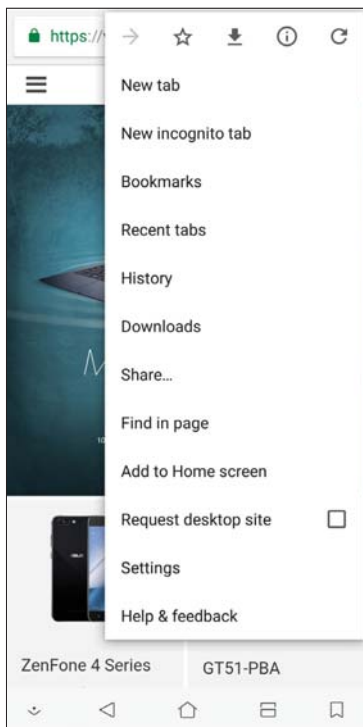 https://
New tab
New incognito tab
Bookmarks
Recent tabs
History
Downloads
Share...
Find in page
Add to Home screen
Request desktop site
Settings
Help & feedback
ZenFone 4 Series
GT51-PBA